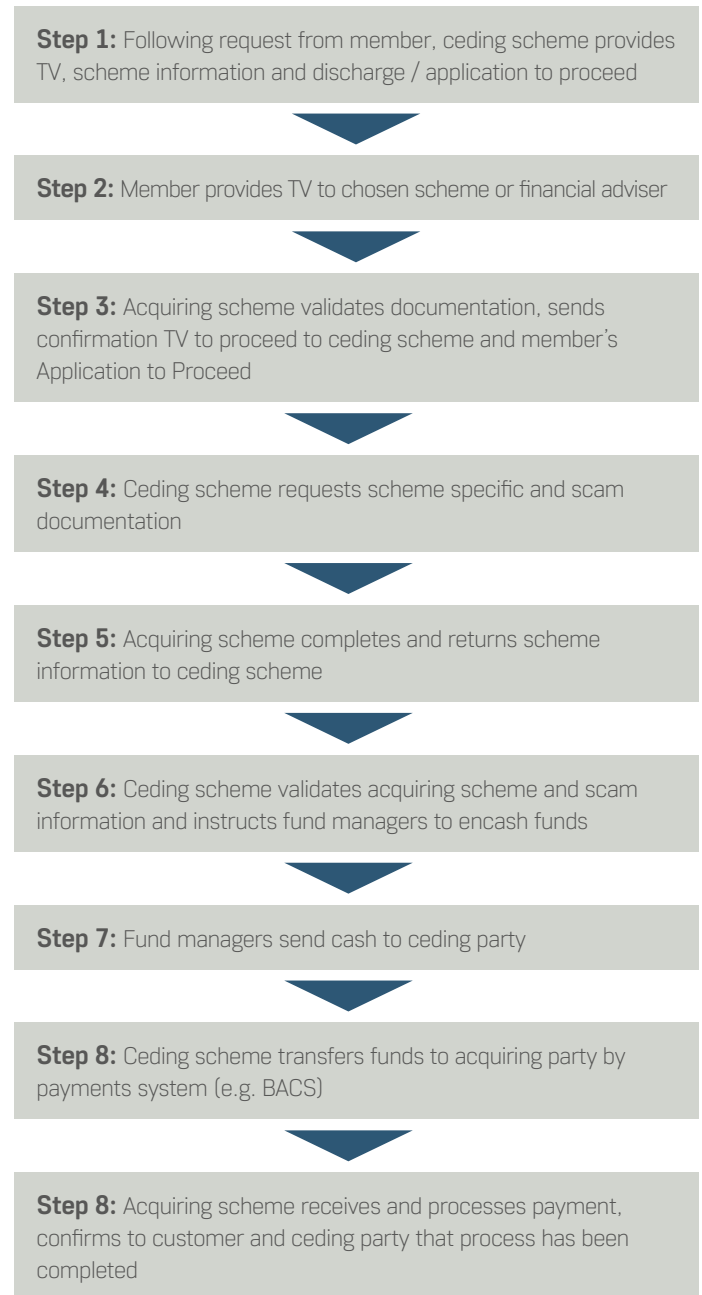 Step 1: Following request from member, ceding scheme provides
TV, scheme information and discharge / application to proceed
Step 2: Member provides TV to chosen scheme or financial adviser
Step 3: Acquiring scheme validates documentation, sends
confirmation TV to proceed to ceding scheme and member's
Application to Proceed
Step 4: Ceding scheme requests scheme specific and scam
documentation
Step 5: Acquiring scheme completes and returns scheme
information to ceding scheme
Step 6: Ceding scheme validates acquiring scheme and scam
information and instructs fund managers to encash funds
Step 7: Fund managers send cash to ceding party
Step 8: Ceding scheme transfers funds to acquiring party by
payments system (e.g. BACS)
Step 8: Acquiring scheme receives and processes payment,
confirms to customer and ceding party that process has been
completed